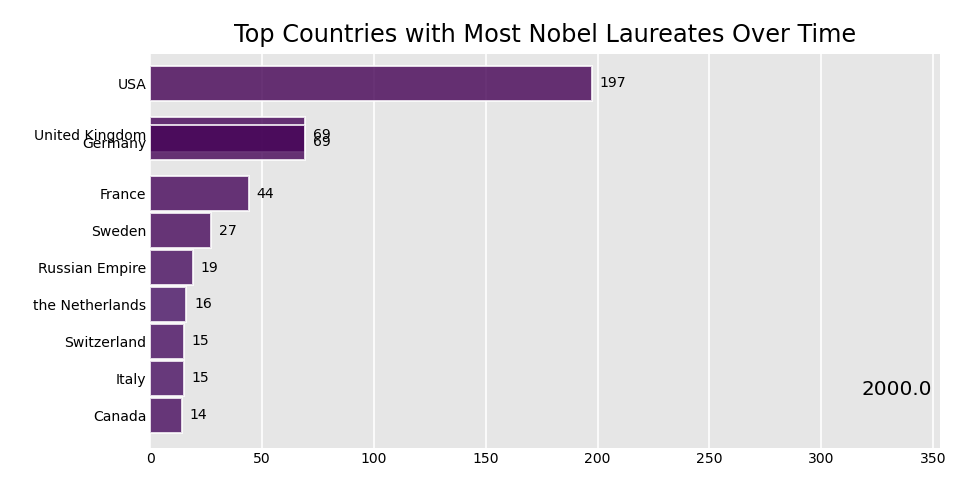 Top Countries with Most Nobel Laureates Over Time
USA 197
United Kingdom 69
Germany 69
France 44
Sweden 27
Russian Empire 19
the Netherlands 16
Switzerland 15
Italy 15
2000.0
Canada 14
0 50 100 150 200 250 300 350